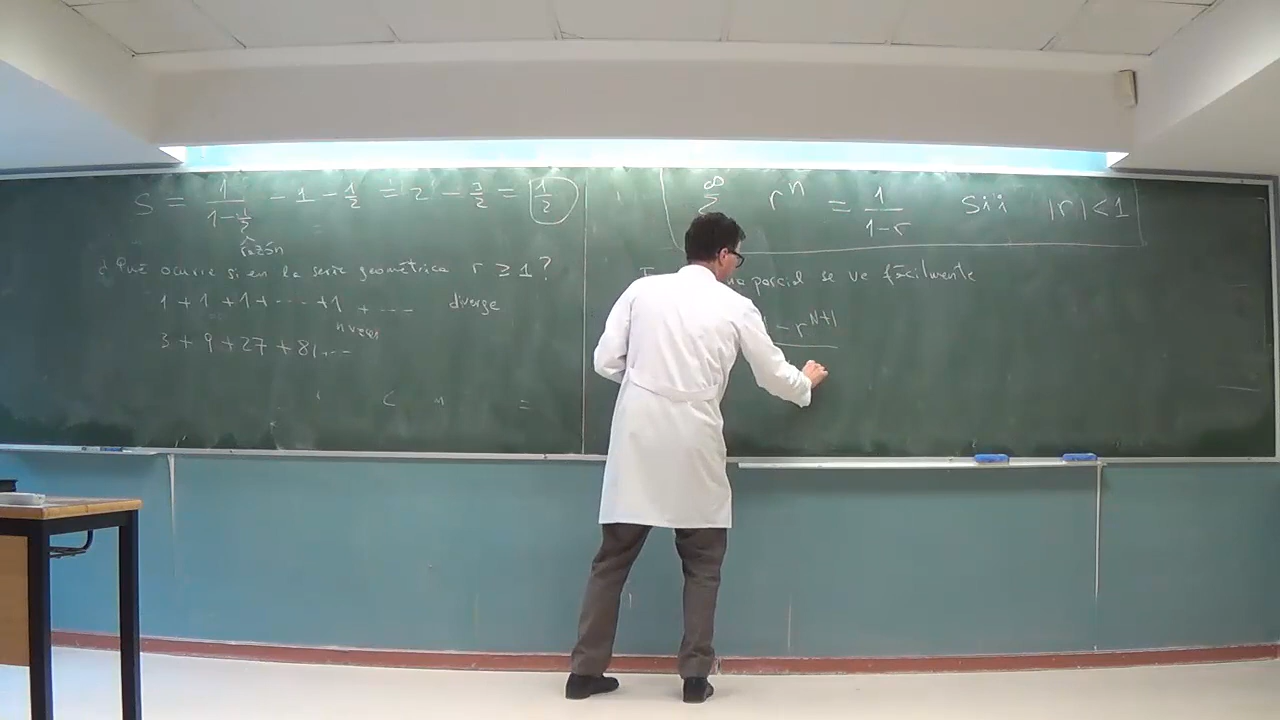 S = 1/(1-1/2) - 1 - 1/2 = 2 - 3/2 = 1/2
razón
¿Qué ocurre si en la serie geométrica r ≥ 1?
1 + 1 + 1 + ... + 1 + ... diverge
n veces
3 + 9 + 27 + 81...
∞
Σ r^n = 1/(1-r) sii |r| < 1
parcial se ve fácilmente
1 - r^{N+1}